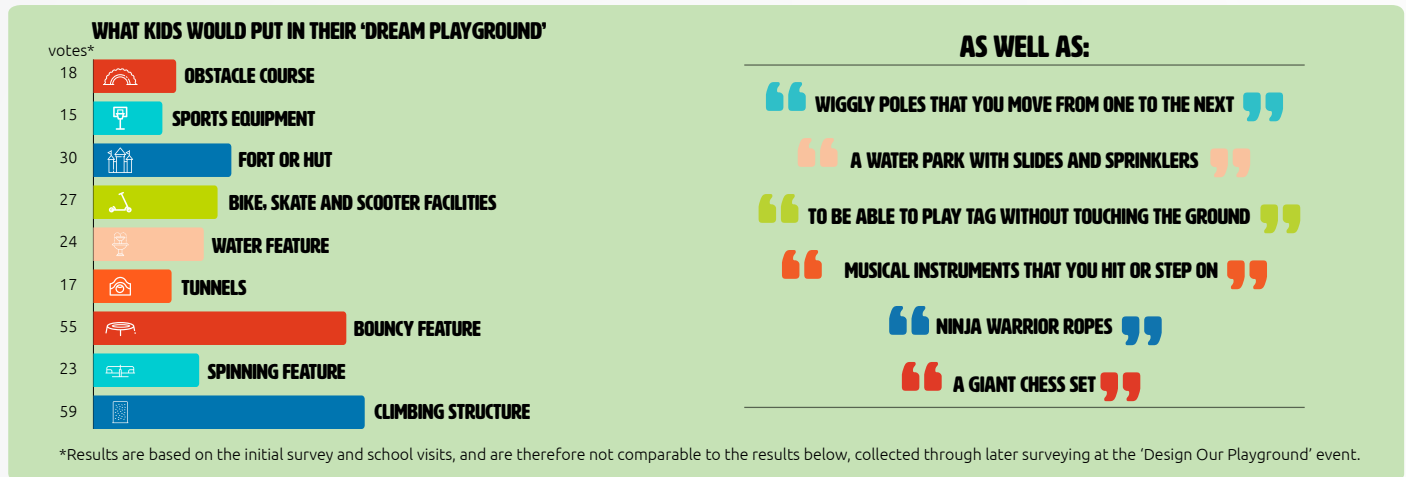 WHAT KIDS WOULD PUT IN THEIR ‘DREAM PLAYGROUND’
votes*
18 OBSTACLE COURSE
15 SPORTS EQUIPMENT
30 FORT OR HUT
27 BIKE, SKATE AND SCOOTER FACILITIES
24 WATER FEATURE
17 TUNNELS
55 BOUNCY FEATURE
23 SPINNING FEATURE
59 CLIMBING STRUCTURE
AS WELL AS:
“ WIGGLY POLES THAT YOU MOVE FROM ONE TO THE NEXT ”
“ A WATER PARK WITH SLIDES AND SPRINKLERS ”
“ TO BE ABLE TO PLAY TAG WITHOUT TOUCHING THE GROUND ”
“ MUSICAL INSTRUMENTS THAT YOU HIT OR STEP ON ”
“ NINJA WARRIOR ROPES ”
“ A GIANT CHESS SET ”
*Results are based on the initial survey and school visits, and are therefore not comparable to the results below, collected through later surveying at the ‘Design Our Playground’ event.